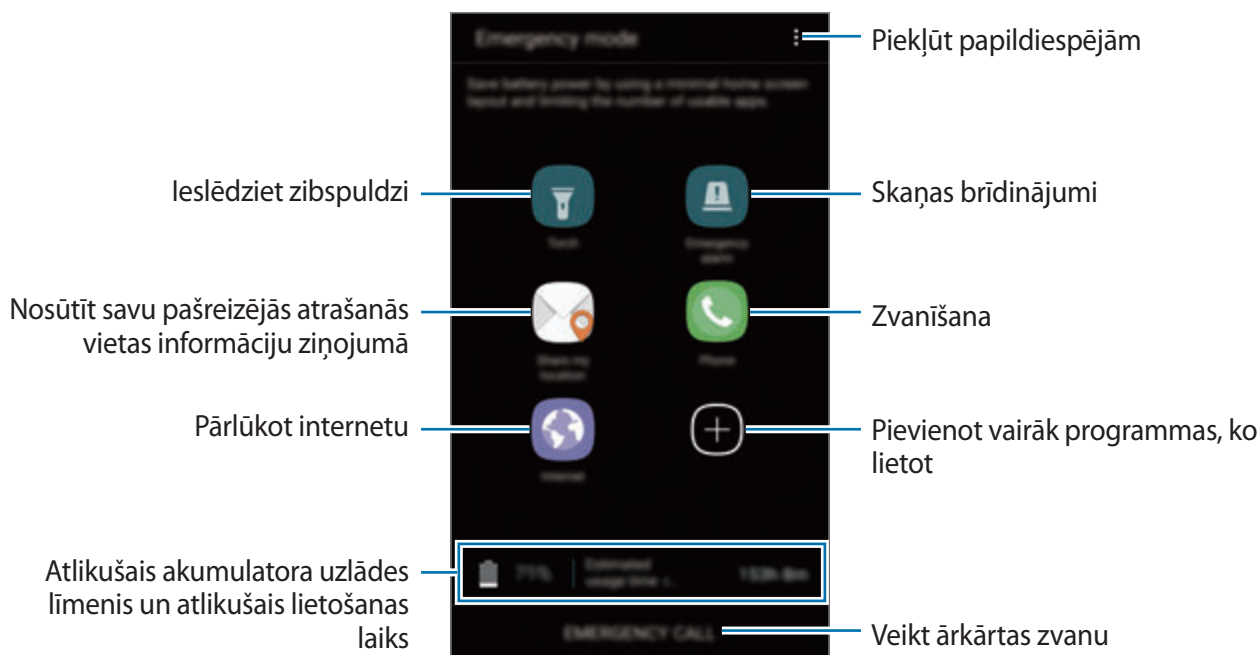 Emergency mode
Piekļūt papildiespējām
Save battery power by using a minimal home screen
layout and limiting the number of usable apps.
Ieslēdziet zibspuldzi
Skaņas brīdinājumi
Torch
Emergency
alarm
Nosūtīt savu pašreizējās atrašanās
vietas informāciju ziņojumā
Zvanīšana
Share my
location
Phone
Pārlūkot internetu
Pievienot vairāk programmas, ko
lietot
Internet
Atlikušais akumulatora uzlādes
līmenis un atlikušais lietošanas
laiks
Estimated
usage time
EMERGENCY CALL
Veikt ārkārtas zvanu